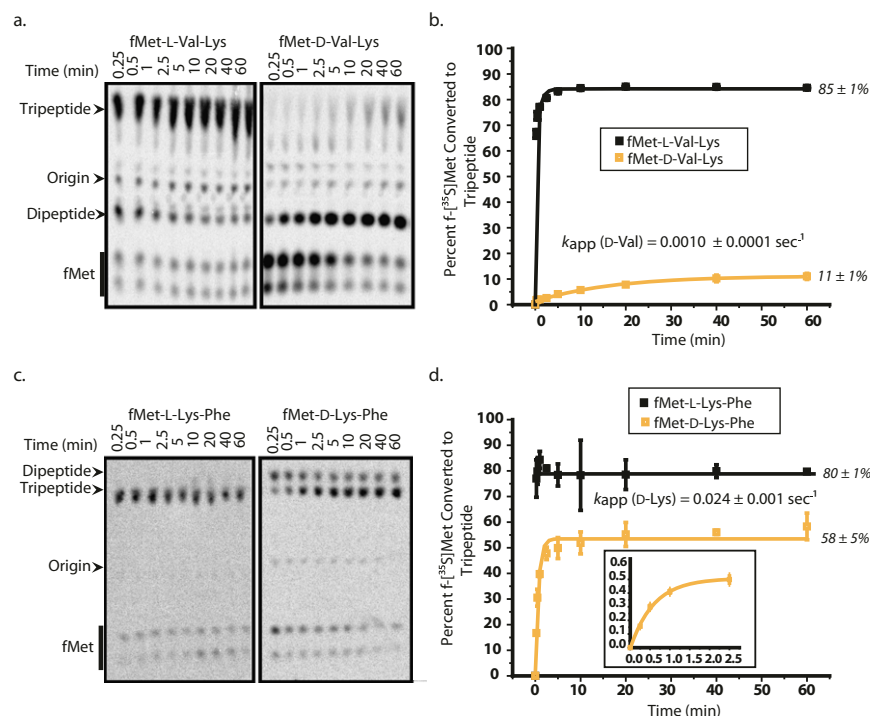 a.
fMet-L-Val-Lys
fMet-D-Val-Lys
Time (min)
0.25 0.5 1 2.5 5 10 20 40 60
0.25 0.5 1 2.5 5 10 20 40 60
Tripeptide
Origin
Dipeptide
fMet
b.
Percent f-[³⁵S]Met Converted to
Tripeptide
100
90
80
70
60
50
40
30
20
10
0
85 ± 1%
fMet-L-Val-Lys
fMet-D-Val-Lys
kapp (D-Val) = 0.0010 ± 0.0001 sec⁻¹
11 ± 1%
0 10 20 30 40 50 60
Time (min)
c.
fMet-L-Lys-Phe
fMet-D-Lys-Phe
Time (min)
0.25 0.5 1 2.5 5 10 20 40 60
0.25 0.5 1 2.5 5 10 20 40 60
Dipeptide
Tripeptide
Origin
fMet
d.
fMet-L-Lys-Phe
fMet-D-Lys-Phe
Percent f-[³⁵S]Met Converted to
Tripeptide
100
90
80
70
60
50
40
30
20
10
0
80 ± 1%
kapp (D-Lys) = 0.024 ± 0.001 sec⁻¹
58 ± 5%
0.6
0.5
0.4
0.3
0.2
0.1
0.0
0.0 0.5 1.0 1.5 2.0 2.5
0 10 20 30 40 50 60
Time (min)